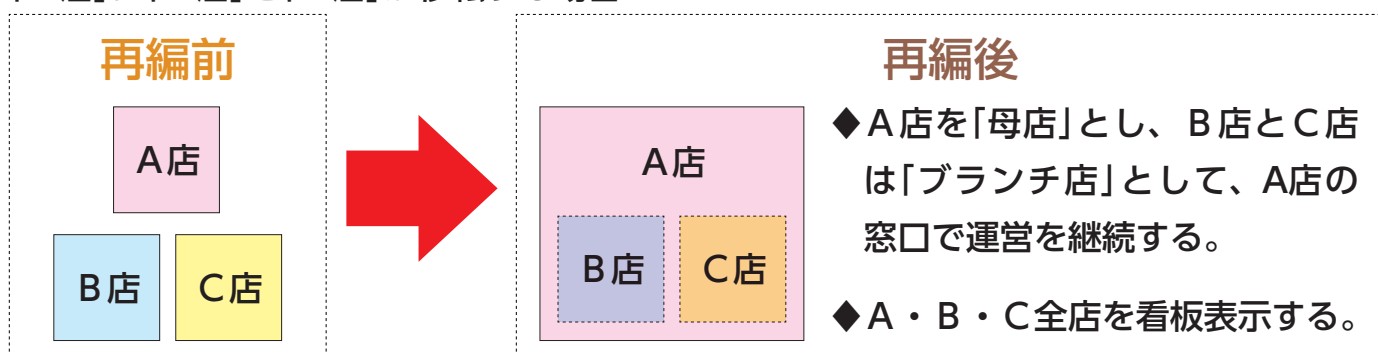 再編前
A店
B店
C店
再編後
A店
B店
C店
◆A店を「母店」とし、B店とC店
は「ブランチ店」として、A店の
窓口で運営を継続する。
◆A・B・C全店を看板表示する。